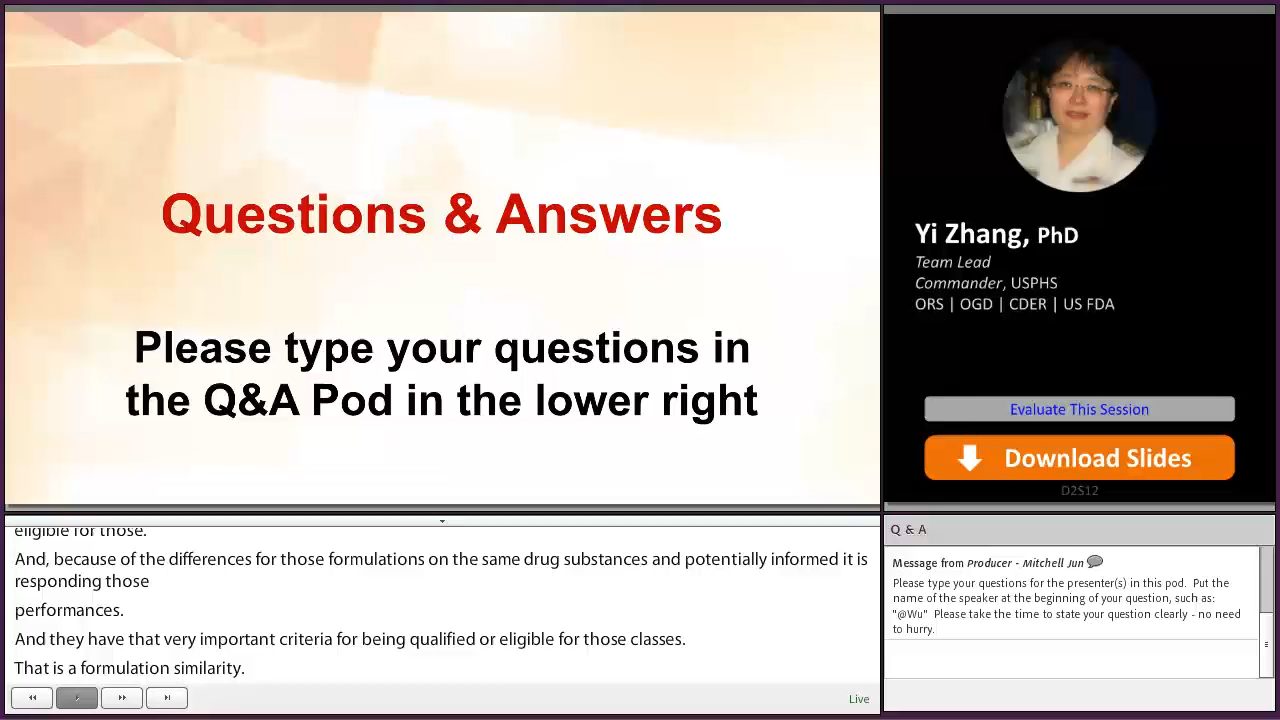 Questions & Answers
Please type your questions in
the Q&A Pod in the lower right
Yi Zhang, PhD
Team Lead
Commander, USPHS
ORS | OGD | CDER | US FDA
Evaluate This Session
Download Slides
D2S12
eligible for those.
And, because of the differences for those formulations on the same drug substances and potentially informed it is
responding those
performances.
And they have that very important criteria for being qualified or eligible for those classes.
That is a formulation similarity.
Live
Q & A
Message from Producer - Mitchell Jun
Please type your questions for the presenter(s) in this pod. Put the
name of the speaker at the beginning of your question, such as:
"@Wu" Please take the time to state your question clearly - no need
to hurry.